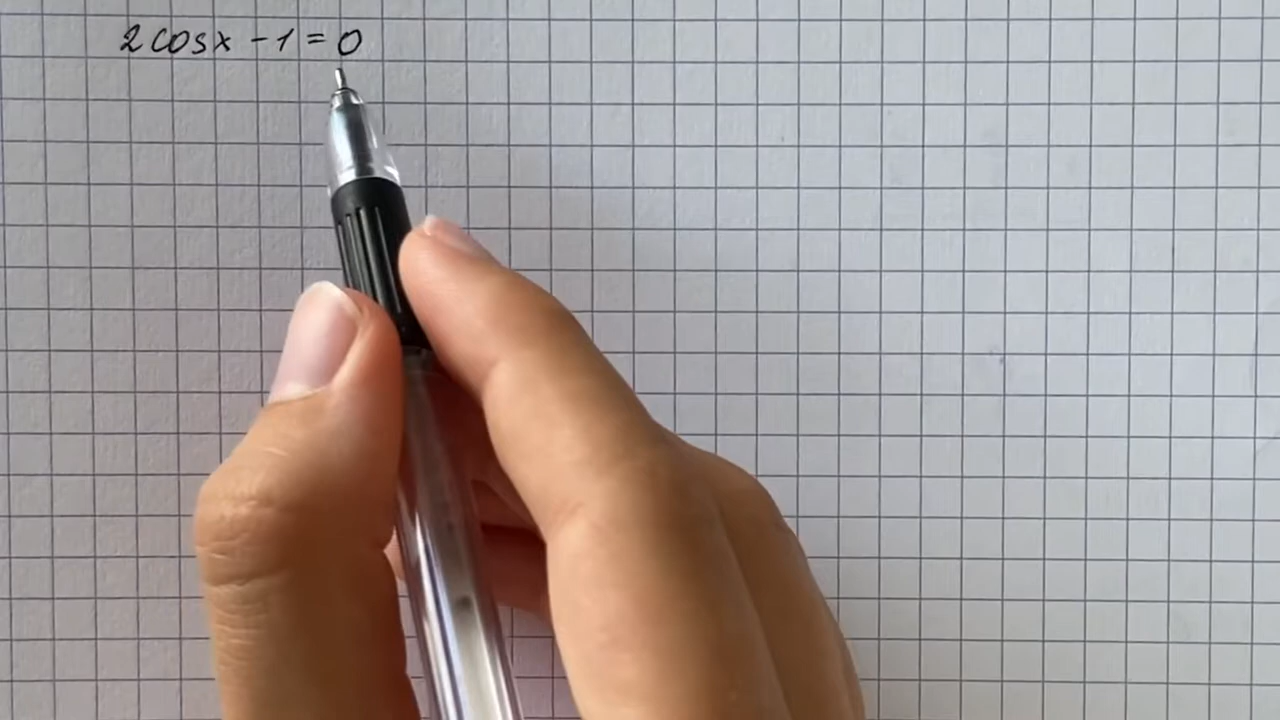 2cosx - 1 = 0